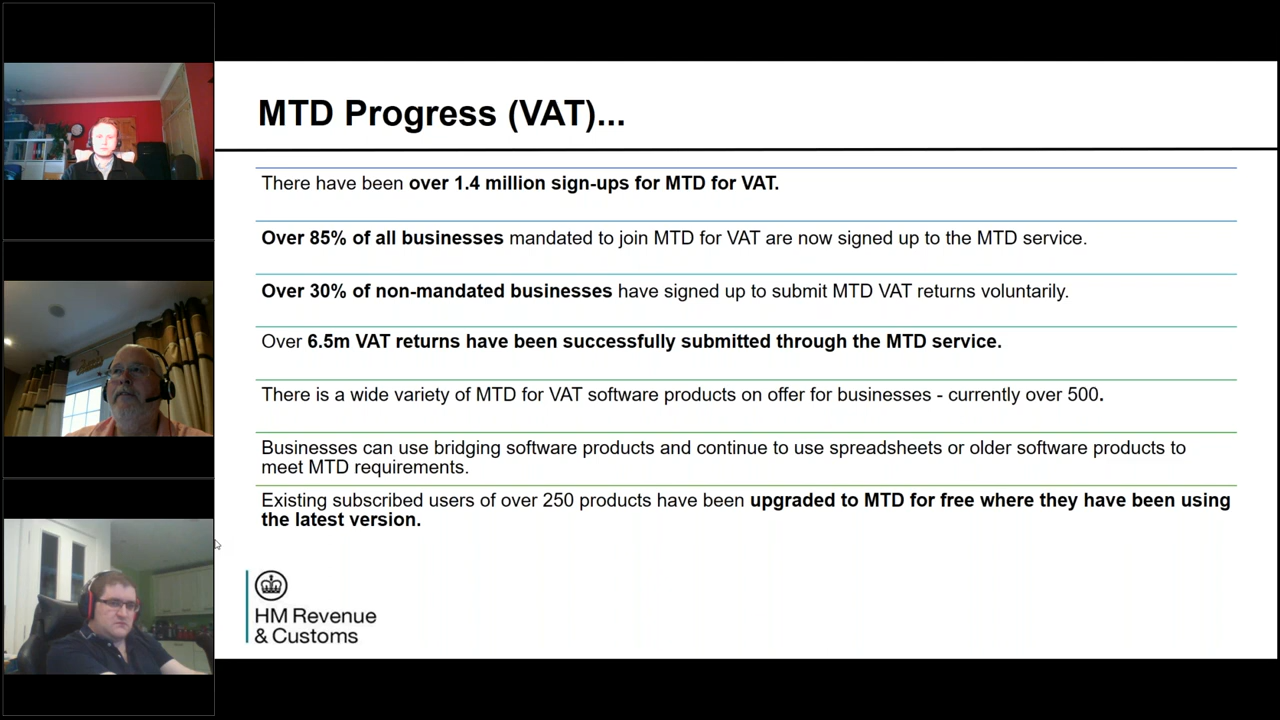 MTD Progress (VAT)...
There have been over 1.4 million sign-ups for MTD for VAT.
Over 85% of all businesses mandated to join MTD for VAT are now signed up to the MTD service.
Over 30% of non-mandated businesses have signed up to submit MTD VAT returns voluntarily.
Over 6.5m VAT returns have been successfully submitted through the MTD service.
There is a wide variety of MTD for VAT software products on offer for businesses - currently over 500.
Businesses can use bridging software products and continue to use spreadsheets or older software products to
meet MTD requirements.
Existing subscribed users of over 250 products have been upgraded to MTD for free where they have been using
the latest version.
HM Revenue
& Customs